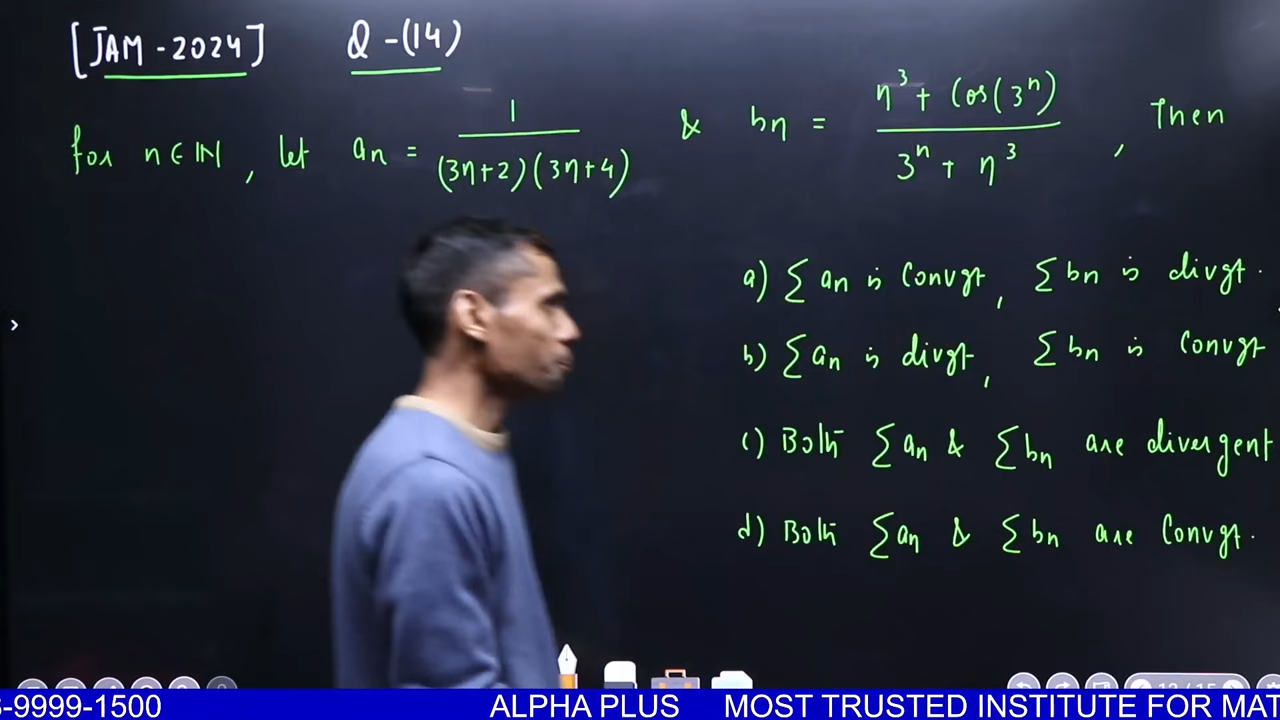 [JAM - 2024] Q - (14)
for n ∈ ℕ, let an = 1 / (3n+2)(3n+4) & bn = n³ + Cos(3ⁿ) / 3ⁿ + n³ , Then
a) ∑ an is Convgt, ∑ bn is divgt.
b) ∑ an is divgt, ∑ bn is Convgt
c) Both ∑ an & ∑ bn are divergent
d) Both ∑ an & ∑ bn are Convgt.
-9999-1500 ALPHA PLUS MOST TRUSTED INSTITUTE FOR MAT